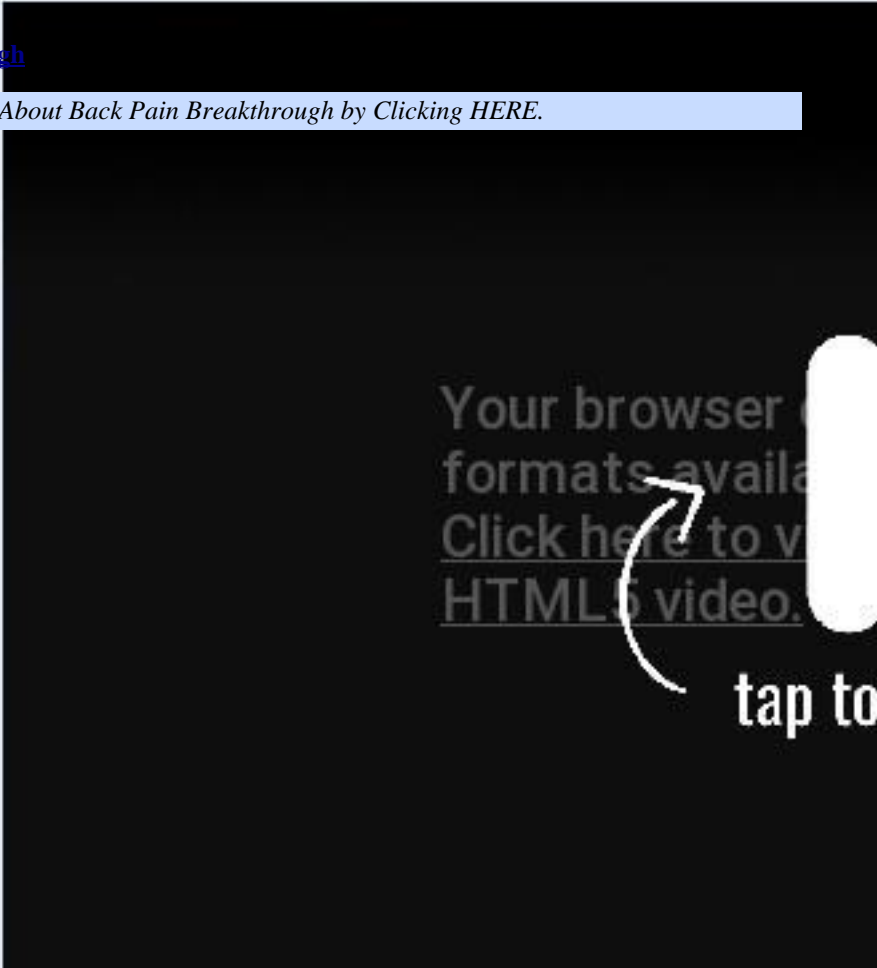 gh
About Back Pain Breakthrough by Clicking HERE.
Your browser
formats availa
Click here to v
HTML5 video.
tap to